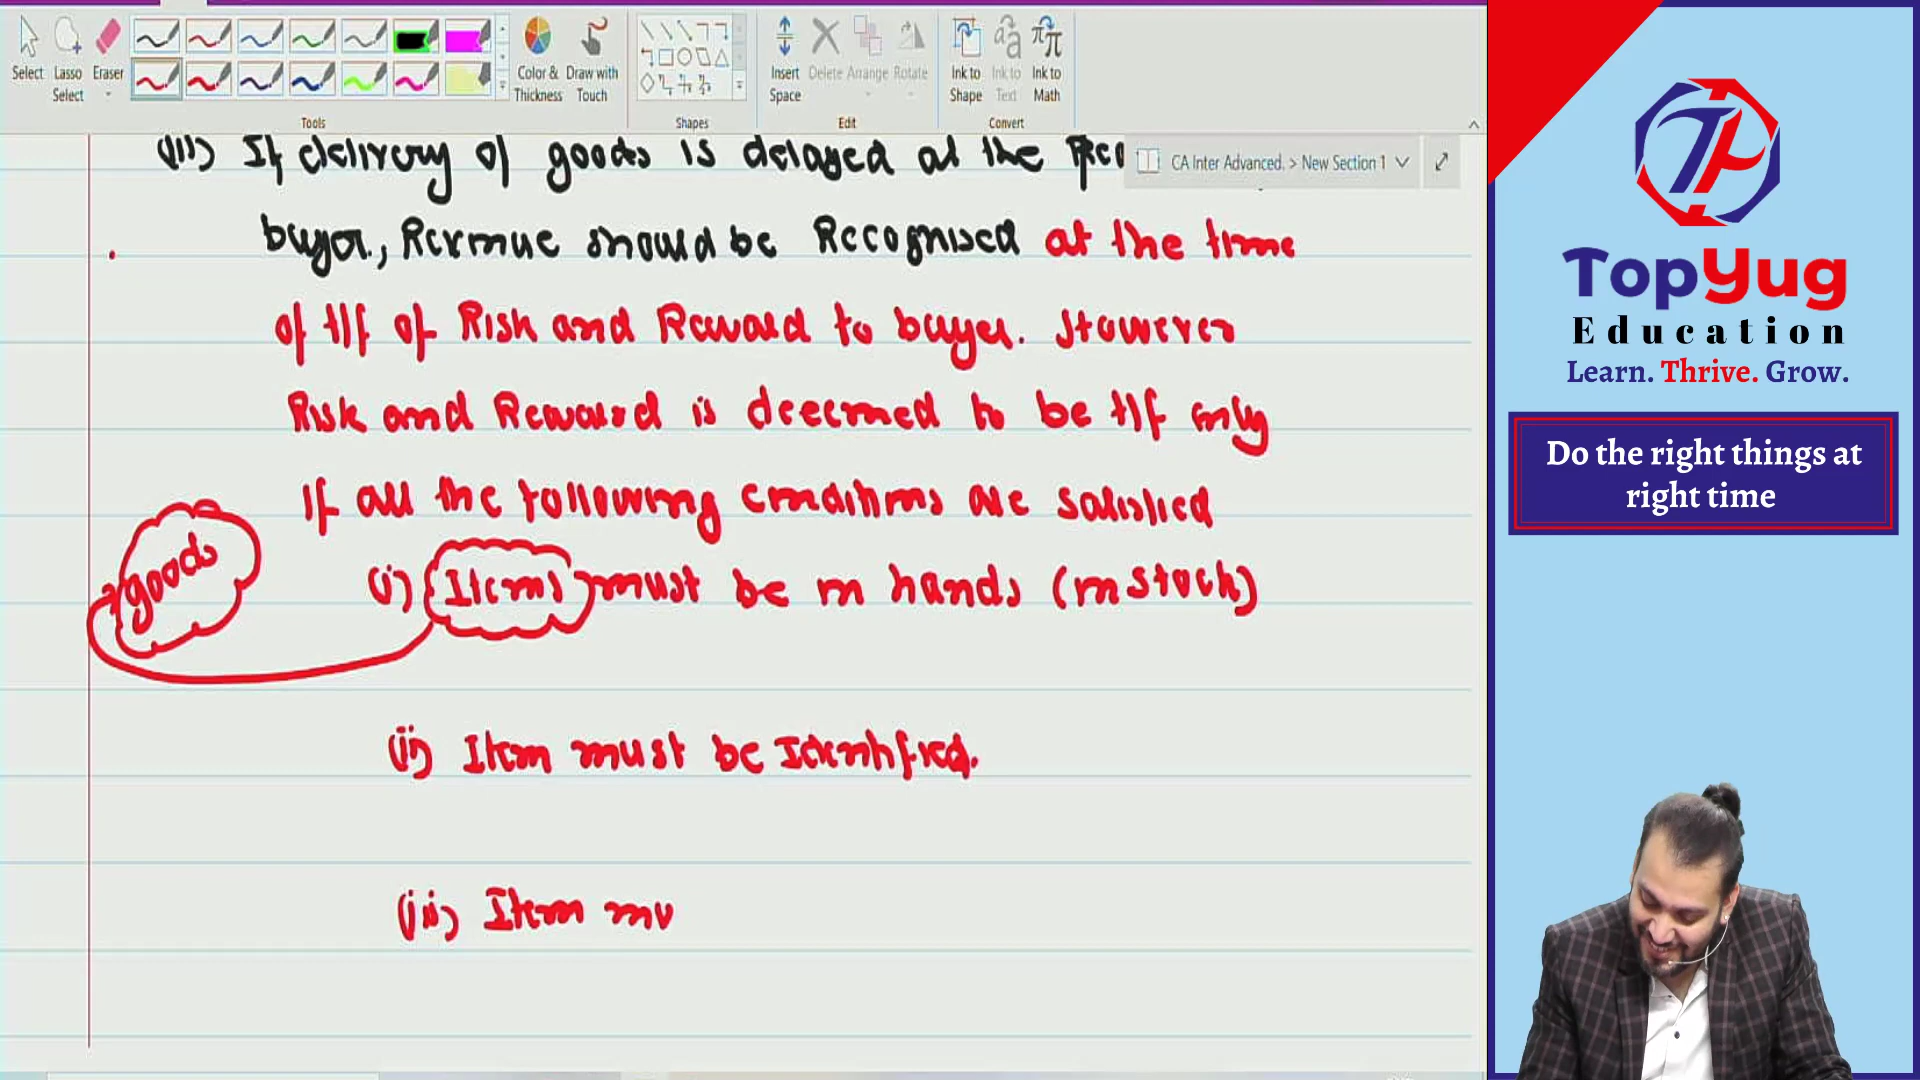 Select
Lasso Select
Eraser
Color & Thickness
Draw with Touch
Insert Space
Delete
Arrange
Rotate
Ink to Shape
Ink to Text
Ink to Math
Tools
Shapes
Edit
Convert
CA Inter Advanced. > New Section 1
(iii) If delivery of goods is delayed at the
buyer, Revenue should be Recognised at the time
of t/f of Risk and Reward to buyer. However
Risk and Reward is deemed to be t/f only
If all the following conditions are satisfied
goods
(i) Items must be in hands (in stock)
(ii) Item must be Identified.
(iii) Item mu
TopYug
Education
Learn. Thrive. Grow.
Do the right things at
right time